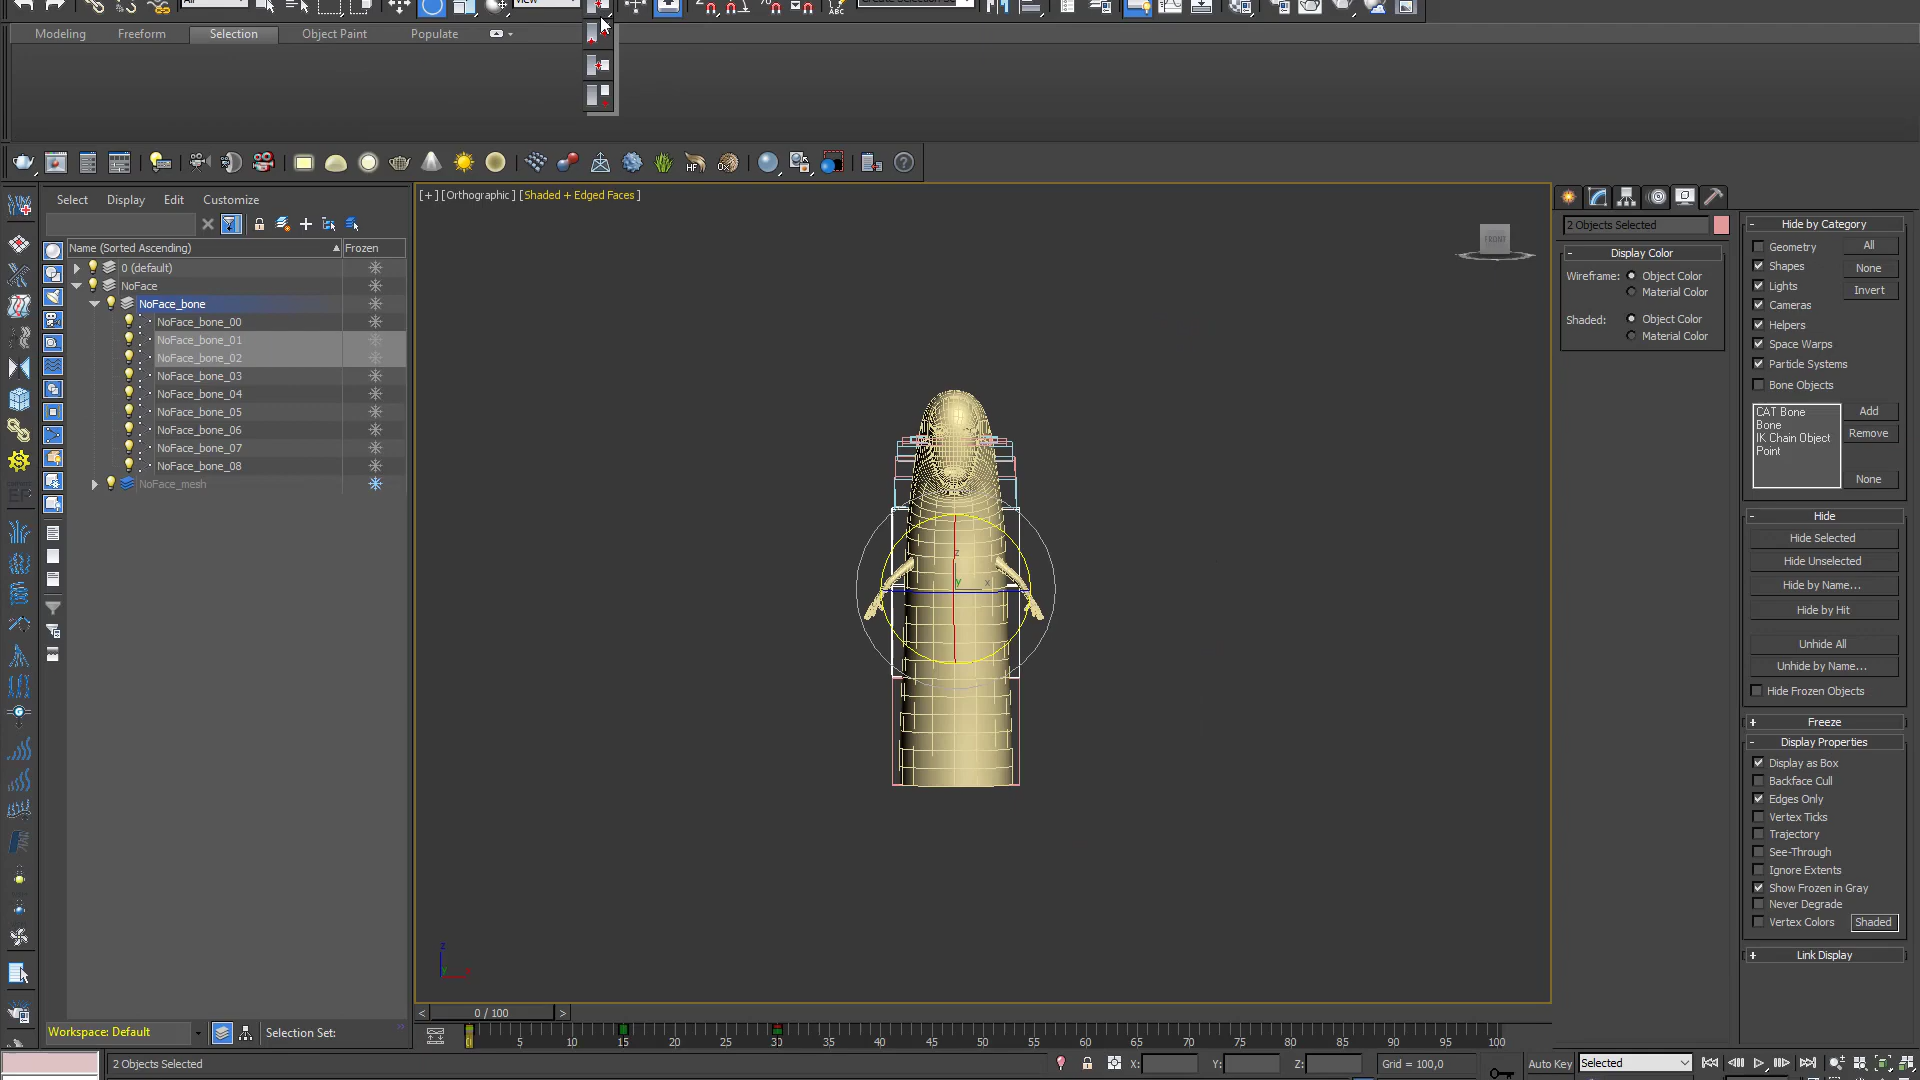 All
View
Create Selection Se
Modeling
Freeform
Selection
Object Paint
Populate
Select
Display
Edit
Customize
Name (Sorted Ascending)
Frozen
0 (default)
NoFace
NoFace_bone
NoFace_bone_00
NoFace_bone_01
NoFace_bone_02
NoFace_bone_03
NoFace_bone_04
NoFace_bone_05
NoFace_bone_06
NoFace_bone_07
NoFace_bone_08
NoFace_mesh
Workspace: Default
Selection Set:
[+] [Orthographic] [Shaded + Edged Faces]
FRONT
z
y
x
z
2 Objects Selected
- Display Color
Wireframe: Object Color
Material Color
Shaded: Object Color
Material Color
- Hide by Category
Geometry All
Shapes
Lights None
Cameras Invert
Helpers
Space Warps
Particle Systems
Bone Objects
CAT Bone Add
Bone
IK Chain Object Remove
Point
None
- Hide
Hide Selected
Hide Unselected
Hide by Name...
Hide by Hit
Unhide All
Unhide by Name...
Hide Frozen Objects
+ Freeze
- Display Properties
Display as Box
Backface Cull
Edges Only
Vertex Ticks
Trajectory
See-Through
Ignore Extents
Show Frozen in Gray
Never Degrade
Vertex Colors Shaded
+ Link Display
< 0 / 100 >
5 10 15 20 25 30 35 40 45 50 55 60 65 70 75 80 85 90 95 100
2 Objects Selected
X: Y: Z: Grid = 100,0
Auto Key Selected